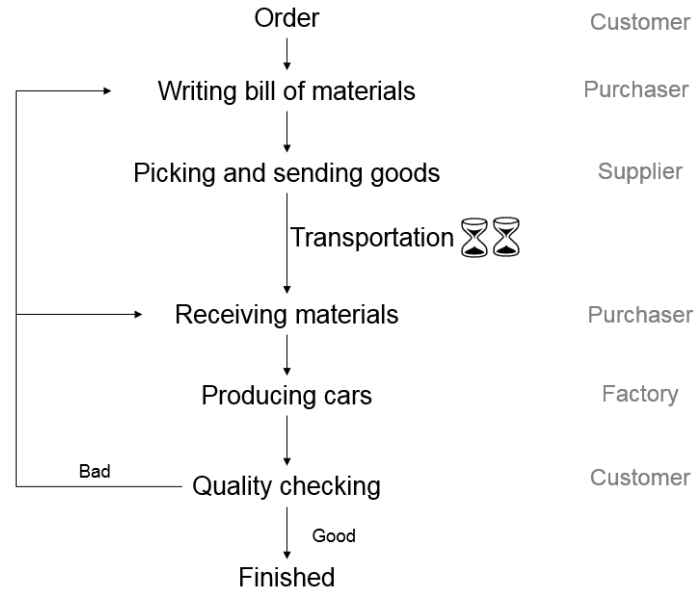 Order
Customer
Writing bill of materials
Purchaser
Picking and sending goods
Supplier
Transportation
Receiving materials
Purchaser
Producing cars
Factory
Bad
Quality checking
Customer
Good
Finished